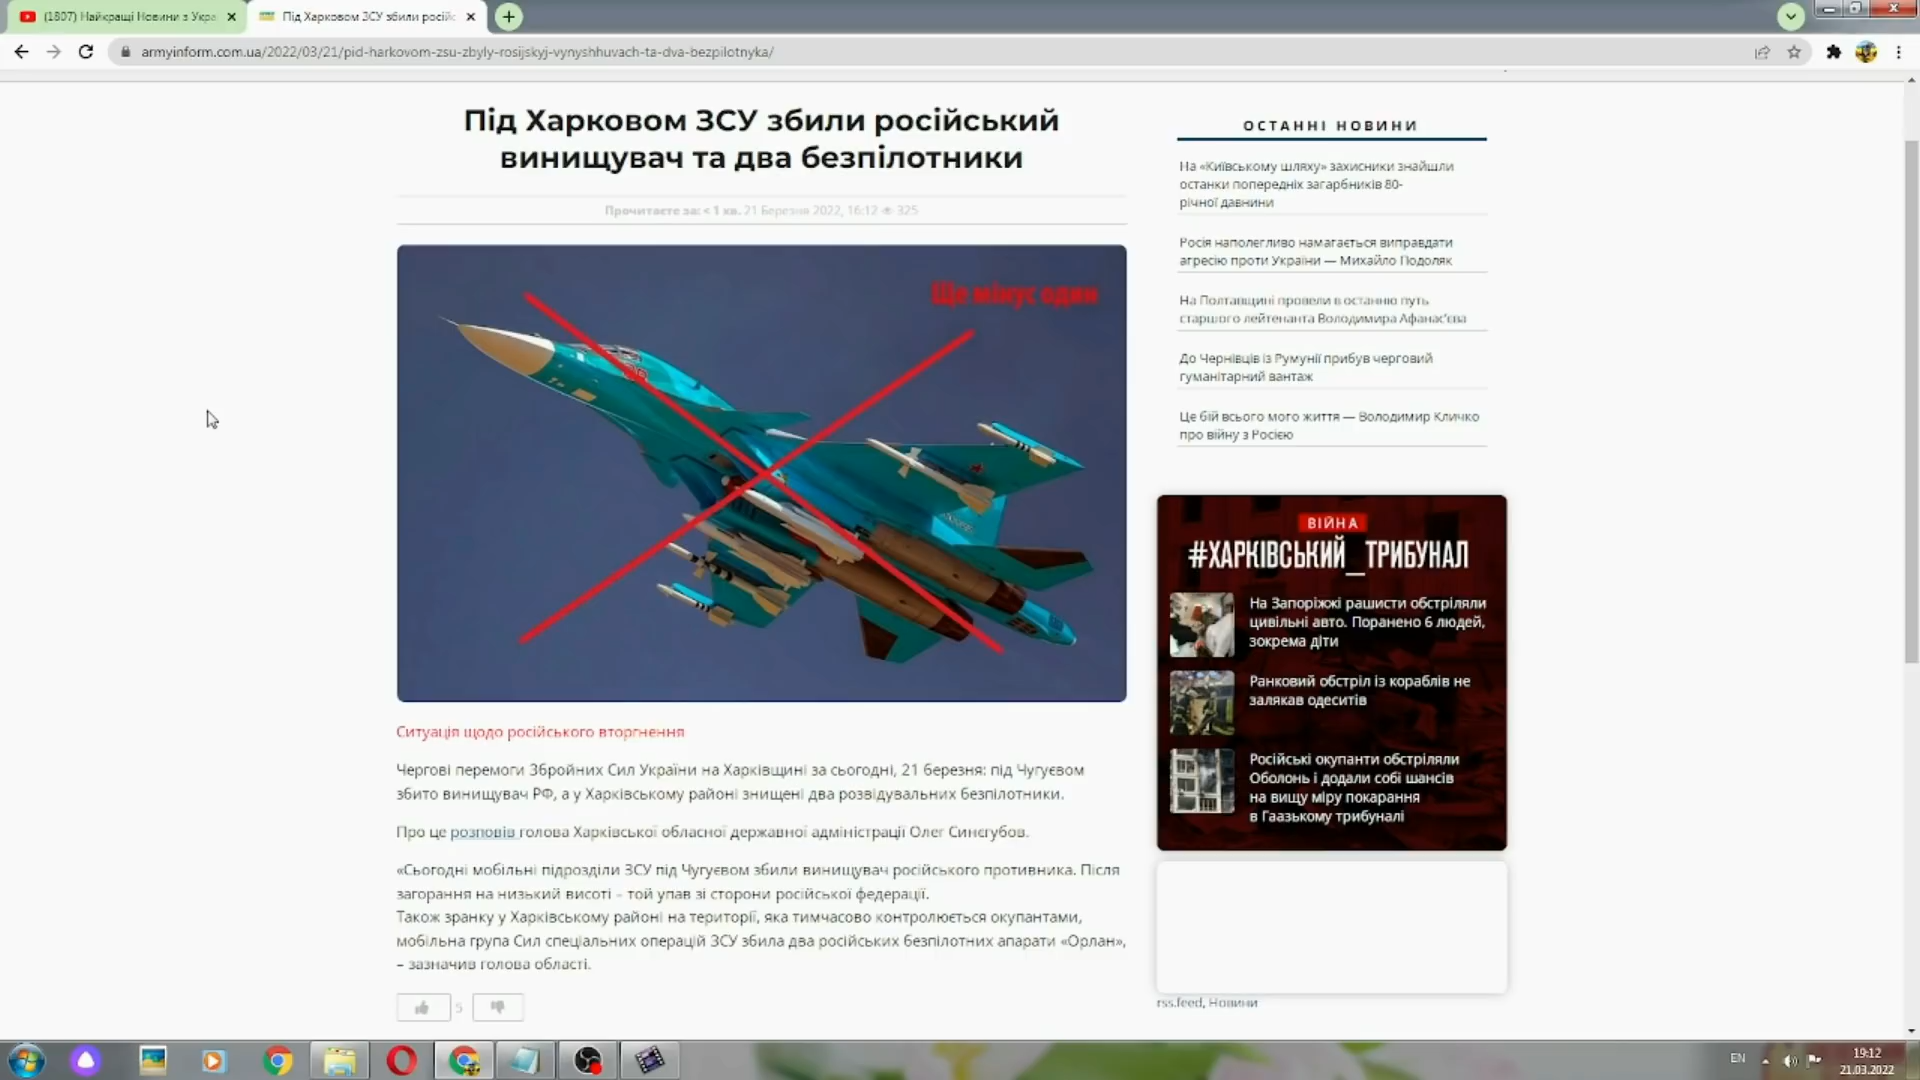 (1807) Найкращі Новини з Укра
Під Харковом ЗСУ збили росій
armyinform.com.ua/2022/03/21/pid-harkovom-zsu-zbyly-rosijskyj-vynyshhuvach-ta-dva-bezpilotnyka/
Під Харковом ЗСУ збили російський
винищувач та два безпілотники
Прочитаєте за: < 1 хв. 21 Березня 2022, 16:12 325
Ще мінус один
Ситуація щодо російського вторгнення
Чергові перемоги Збройних Сил України на Харківщині за сьогодні, 21 березня: під Чугуєвом
збито винищувач РФ, а у Харківському районі знищені два розвідувальних безпілотники.
Про це розповів голова Харківської обласної державної адміністрації Олег Синєгубов.
«Сьогодні мобільні підрозділи ЗСУ під Чугуєвом збили винищувач російського противника. Після
загорання на низькій висоті – той упав зі сторони російської федерації.
Також зранку у Харківському районі на території, яка тимчасово контролюється окупантами,
мобільна група Сил спеціальних операцій ЗСУ збила два російських безпілотних апарати «Орлан»,
– зазначив голова області.
5
ОСТАННІ НОВИНИ
На «Київському шляху» захисники знайшли
останки попередніх загарбників 80-
річної давнини
Росія наполегливо намагається виправдати
агресію проти України — Михайло Подоляк
На Полтавщині провели в останню путь
старшого лейтенанта Володимира Афанас’єва
До Чернівців із Румунії прибув черговий
гуманітарний вантаж
Це бій всього мого життя — Володимир Кличко
про війну з Росією
ВІЙНА
#ХАРКІВСЬКИЙ_ТРИБУНАЛ
На Запоріжжі рашисти обстріляли
цивільні авто. Поранено 6 людей,
зокрема діти
Ранковий обстріл із кораблів не
залякав одеситів
Російські окупанти обстріляли
Оболонь і додали собі шансів
на вищу міру покарання
в Гаазькому трибуналі
rss.feed, Новини
EN
19:12
21.03.2022